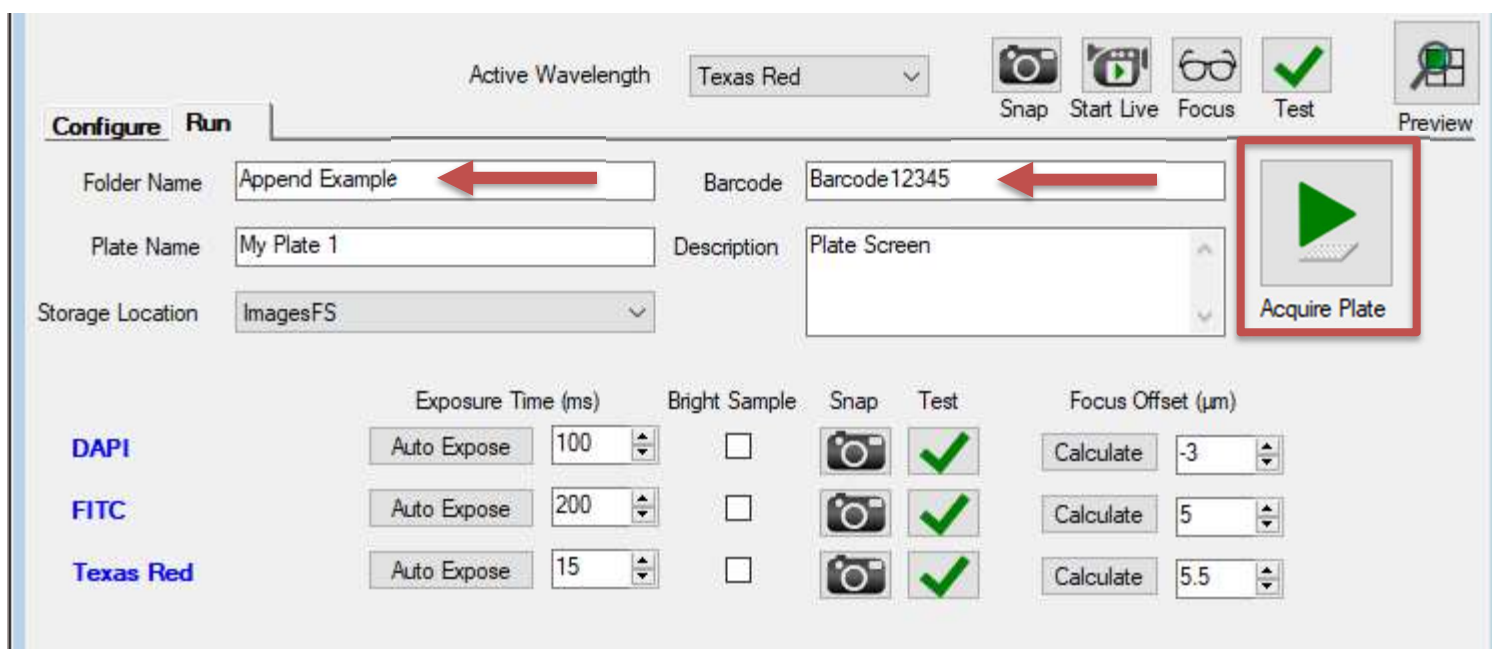 Active Wavelength Texas Red
Snap Start Live Focus Test Preview
Configure Run
Folder Name Append Example Barcode Barcode12345
Plate Name My Plate 1 Description Plate Screen
Storage Location ImagesFS Acquire Plate
Exposure Time (ms) Bright Sample Snap Test Focus Offset (µm)
DAPI Auto Expose 100 Calculate -3
FITC Auto Expose 200 Calculate 5
Texas Red Auto Expose 15 Calculate 5.5